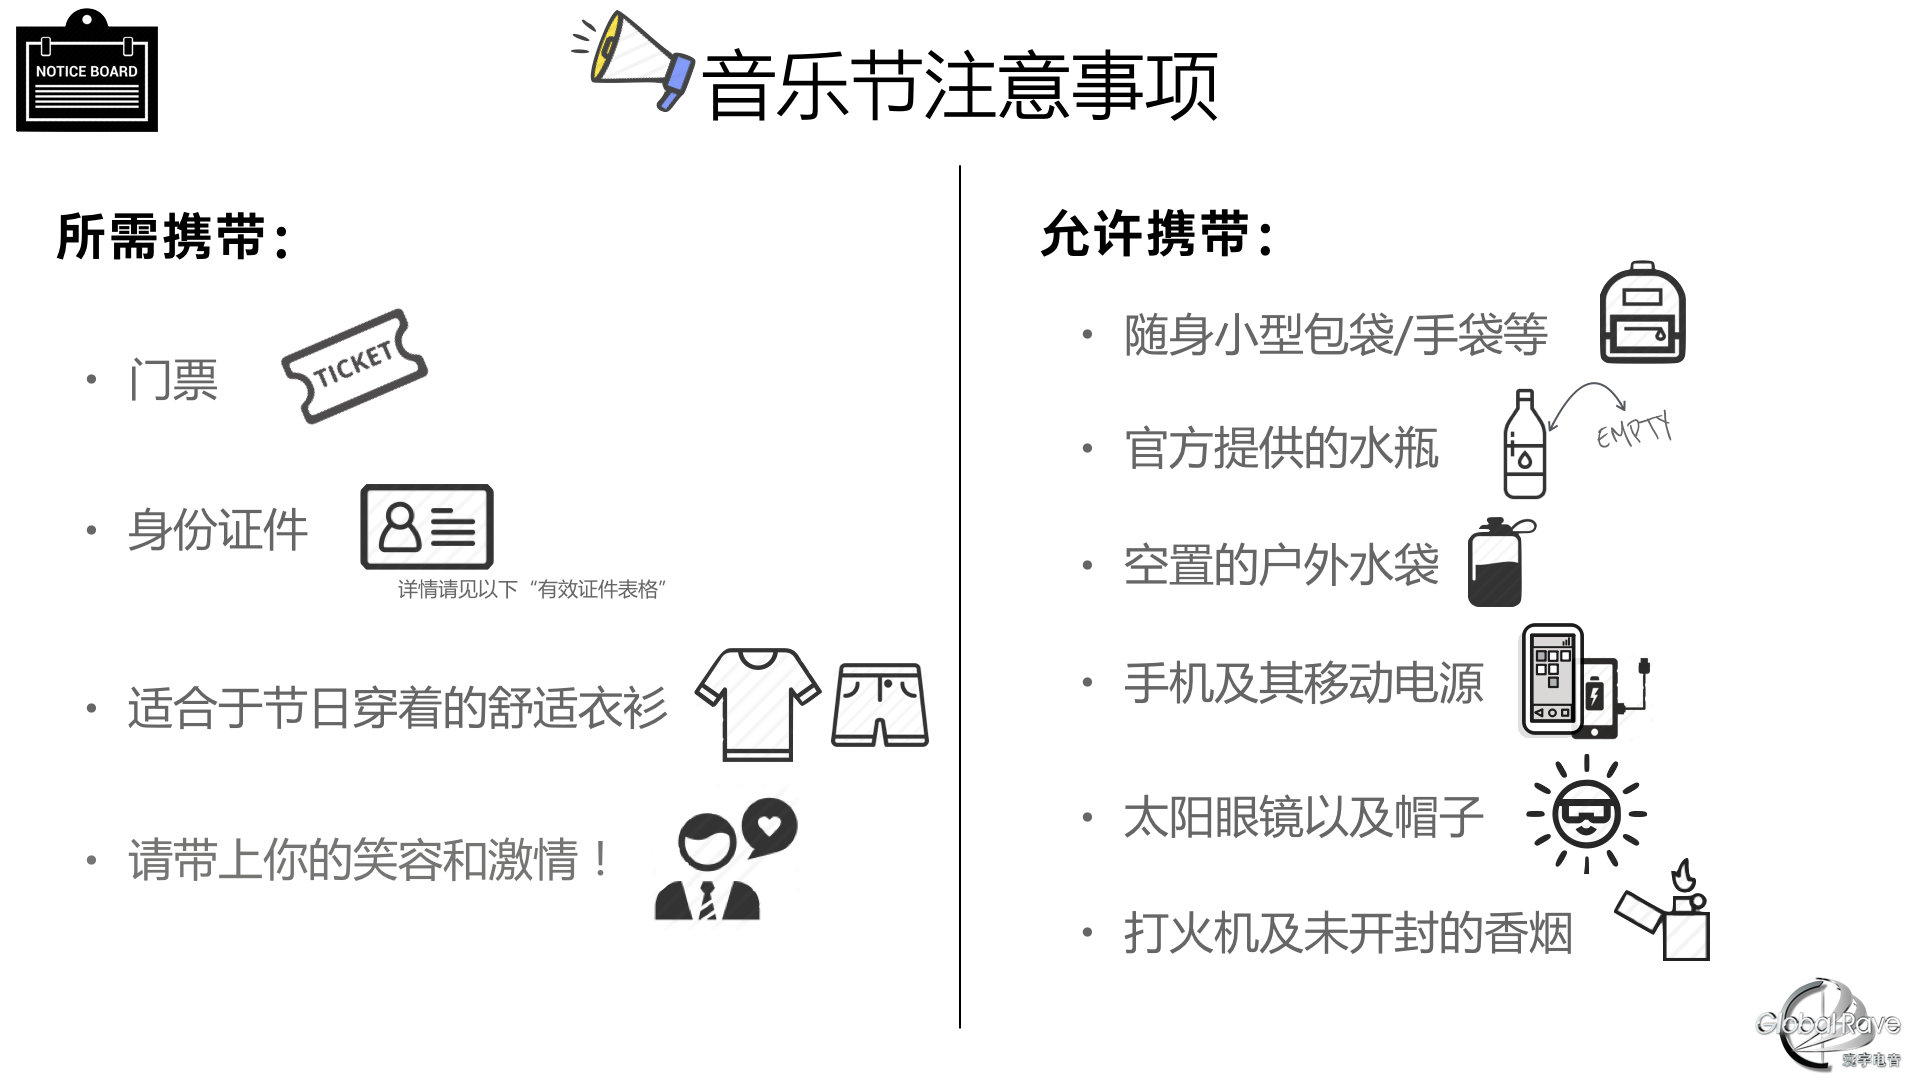 NOTICE BOARD
音乐节注意事项
所需携带：
• 门票
TICKET
• 身份证件
详情请见以下“有效证件表格”
• 适合于节日穿着的舒适衣衫
• 请带上你的笑容和激情！
允许携带：
• 随身小型包袋/手袋等
• 官方提供的水瓶
EMPTY
• 空置的户外水袋
• 手机及其移动电源
• 太阳眼镜以及帽子
• 打火机及未开封的香烟
Global Rave
寰宇电音